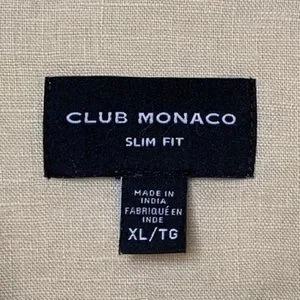 CLUB MONACO
SLIM FIT
MADE IN
INDIA
FABRIQUÉ EN
INDE
XL/TG